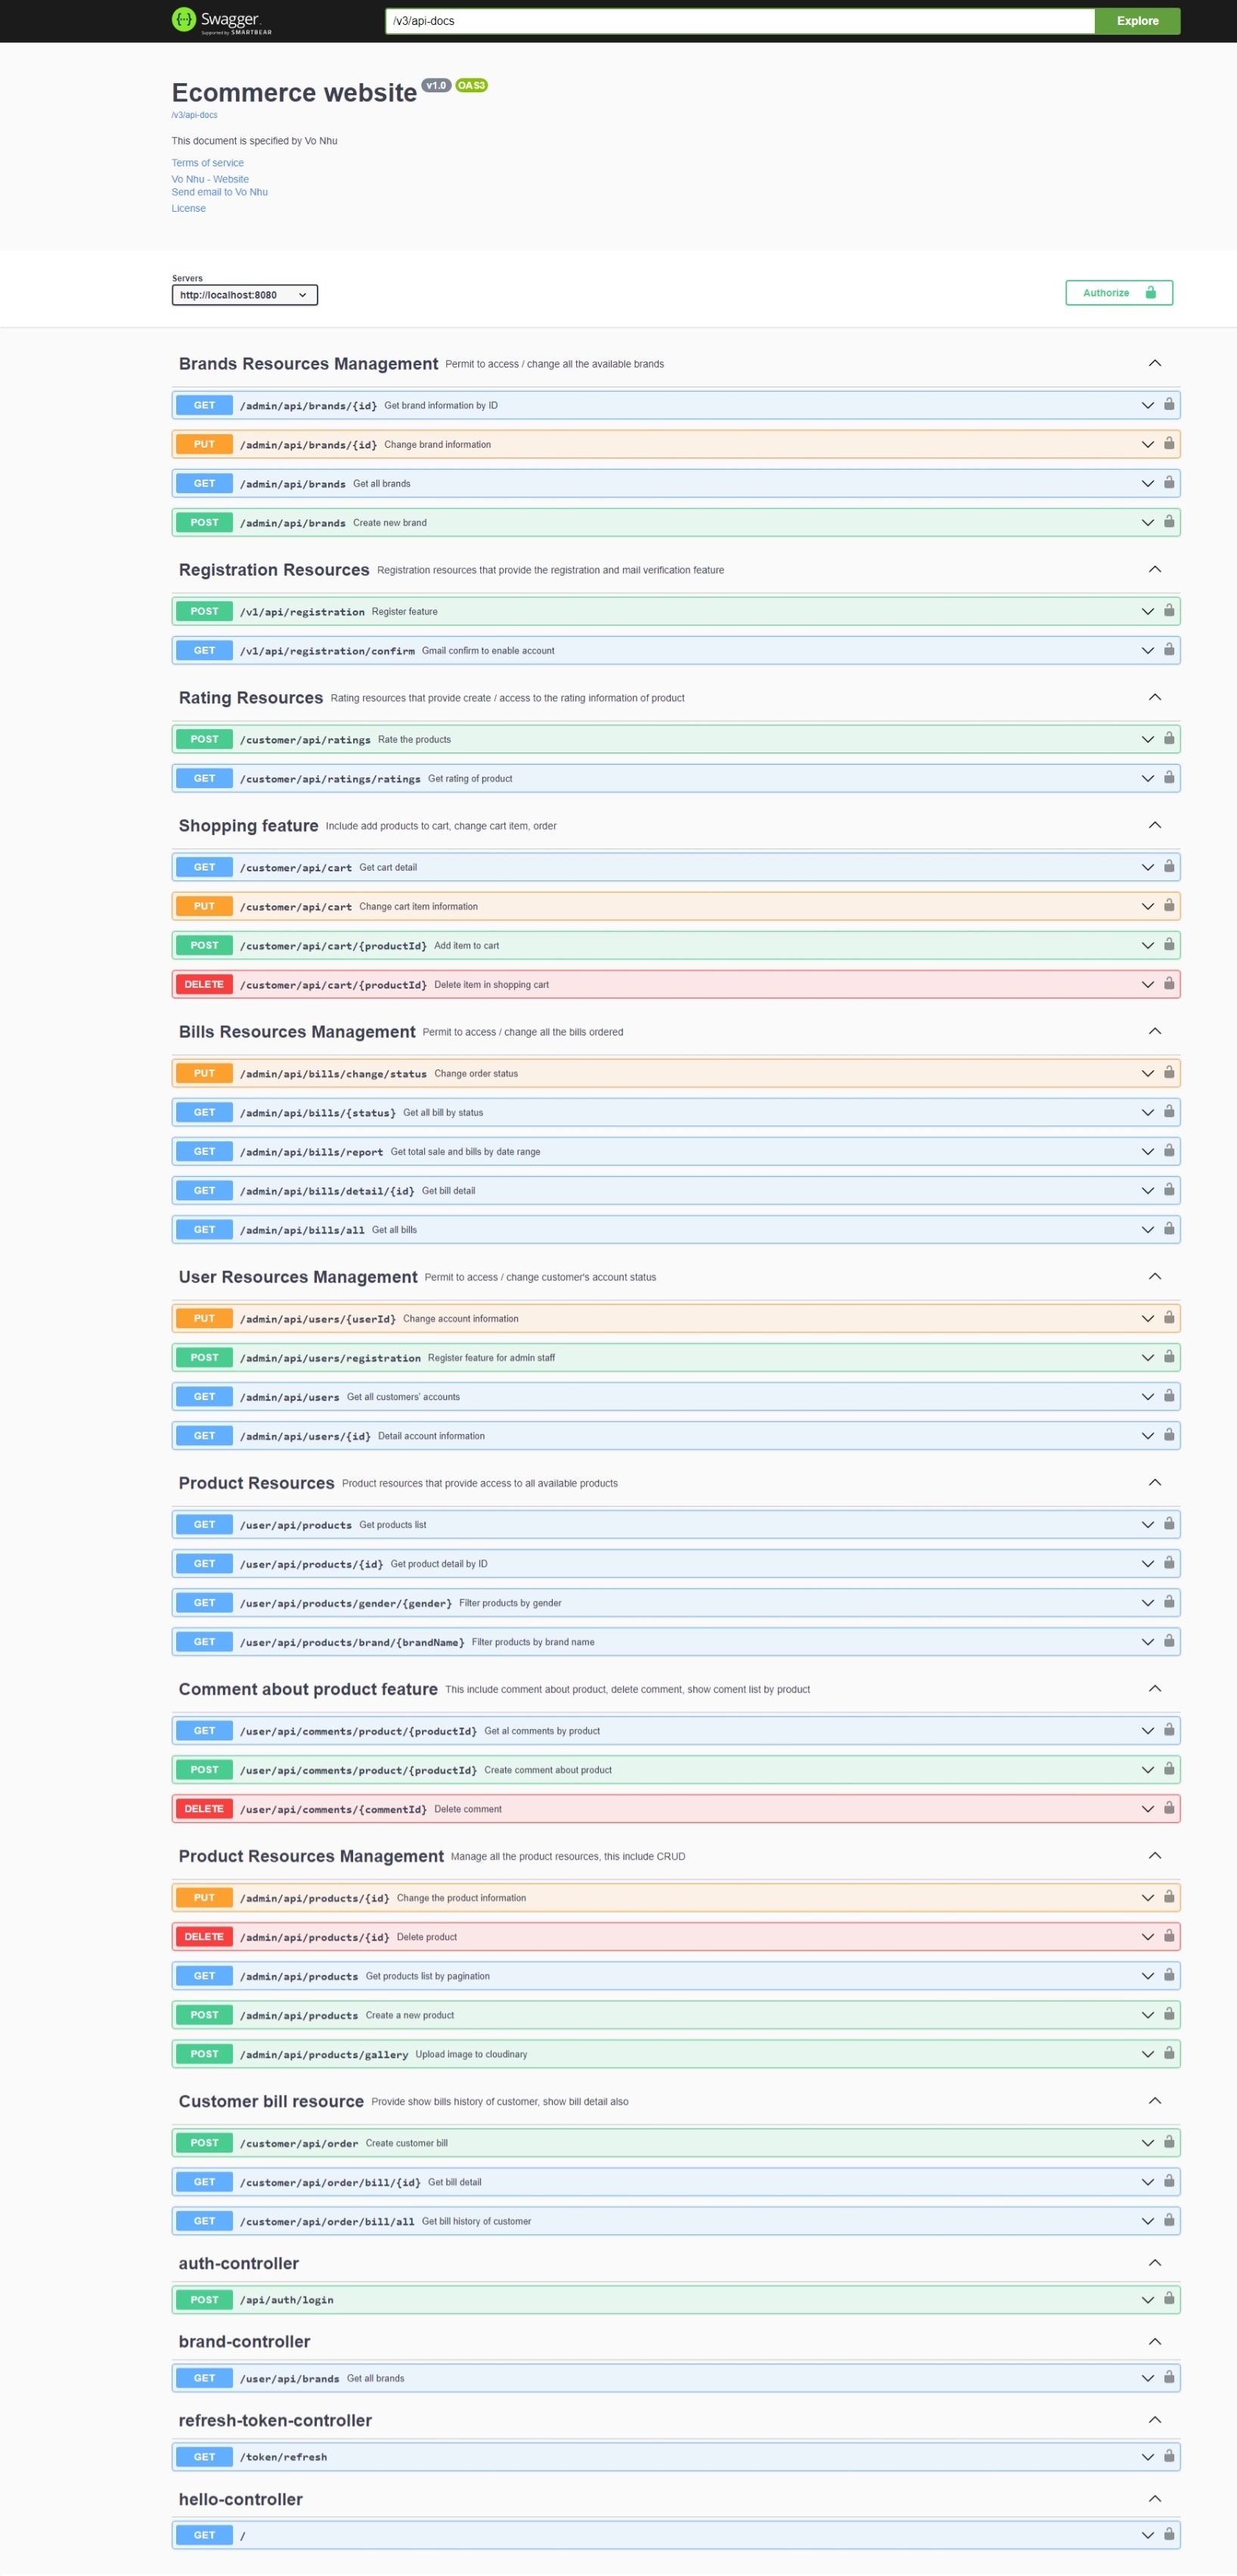 Swagger.
Supported by SMARTBEAR
/v3/api-docs
Explore
Ecommerce website v1.0 OAS3
/v3/api-docs
This document is specified by Vo Nhu
Terms of service
Vo Nhu - Website
Send email to Vo Nhu
License
Servers
http://localhost:8080
Authorize
Brands Resources Management Permit to access / change all the available brands
GET /admin/api/brands/{id} Get brand information by ID
PUT /admin/api/brands/{id} Change brand information
GET /admin/api/brands Get all brands
POST /admin/api/brands Create new brand
Registration Resources Registration resources that provide the registration and mail verification feature
POST /v1/api/registration Register feature
GET /v1/api/registration/confirm Gmail confirm to enable account
Rating Resources Rating resources that provide create / access to the rating information of product
POST /customer/api/ratings Rate the products
GET /customer/api/ratings/ratings Get rating of product
Shopping feature Include add products to cart, change cart item, order
GET /customer/api/cart Get cart detail
PUT /customer/api/cart Change cart item information
POST /customer/api/cart/{productId} Add item to cart
DELETE /customer/api/cart/{productId} Delete item in shopping cart
Bills Resources Management Permit to access / change all the bills ordered
PUT /admin/api/bills/change/status Change order status
GET /admin/api/bills/{status} Get all bill by status
GET /admin/api/bills/report Get total sale and bills by date range
GET /admin/api/bills/detail/{id} Get bill detail
GET /admin/api/bills/all Get all bills
User Resources Management Permit to access / change customer's account status
PUT /admin/api/users/{userId} Change account information
POST /admin/api/users/registration Register feature for admin staff
GET /admin/api/users Get all customers' accounts
GET /admin/api/users/{id} Detail account information
Product Resources Product resources that provide access to all available products
GET /user/api/products Get products list
GET /user/api/products/{id} Get product detail by ID
GET /user/api/products/gender/{gender} Filter products by gender
GET /user/api/products/brand/{brandName} Filter products by brand name
Comment about product feature This include comment about product, delete comment, show coment list by product
GET /user/api/comments/product/{productId} Get al comments by product
POST /user/api/comments/product/{productId} Create comment about product
DELETE /user/api/comments/{commentId} Delete comment
Product Resources Management Manage all the product resources, this include CRUD
PUT /admin/api/products/{id} Change the product information
DELETE /admin/api/products/{id} Delete product
GET /admin/api/products Get products list by pagination
POST /admin/api/products Create a new product
POST /admin/api/products/gallery Upload image to cloudinary
Customer bill resource Provide show bills history of customer, show bill detail also
POST /customer/api/order Create customer bill
GET /customer/api/order/bill/{id} Get bill detail
GET /customer/api/order/bill/all Get bill history of customer
auth-controller
POST /api/auth/login
brand-controller
GET /user/api/brands Get all brands
refresh-token-controller
GET /token/refresh
hello-controller
GET /